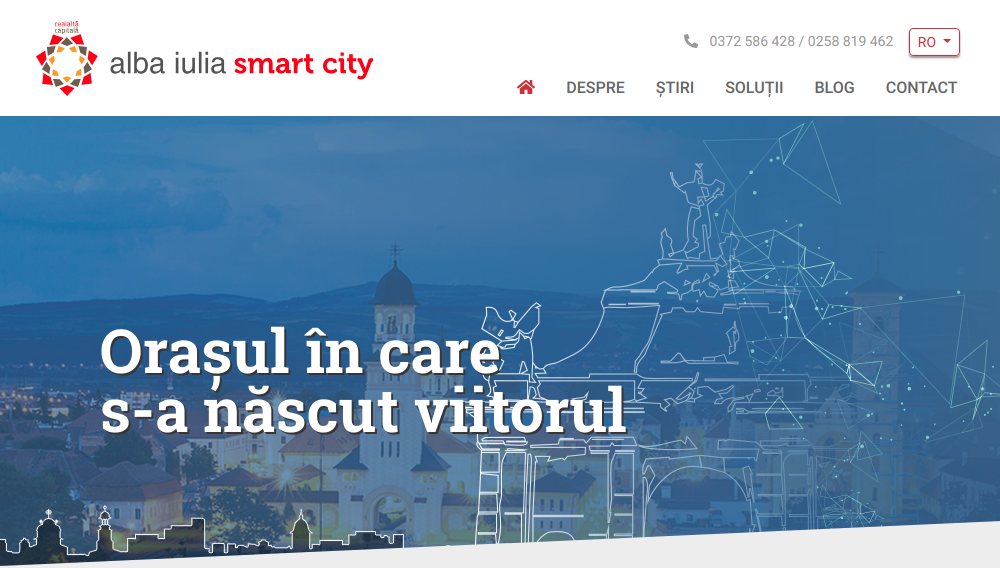 cealaltă
capitală
alba iulia smart city
0372 586 428 / 0258 819 462
RO
DESPRE
ȘTIRI
SOLUȚII
BLOG
CONTACT
Orașul în care
s-a născut viitorul